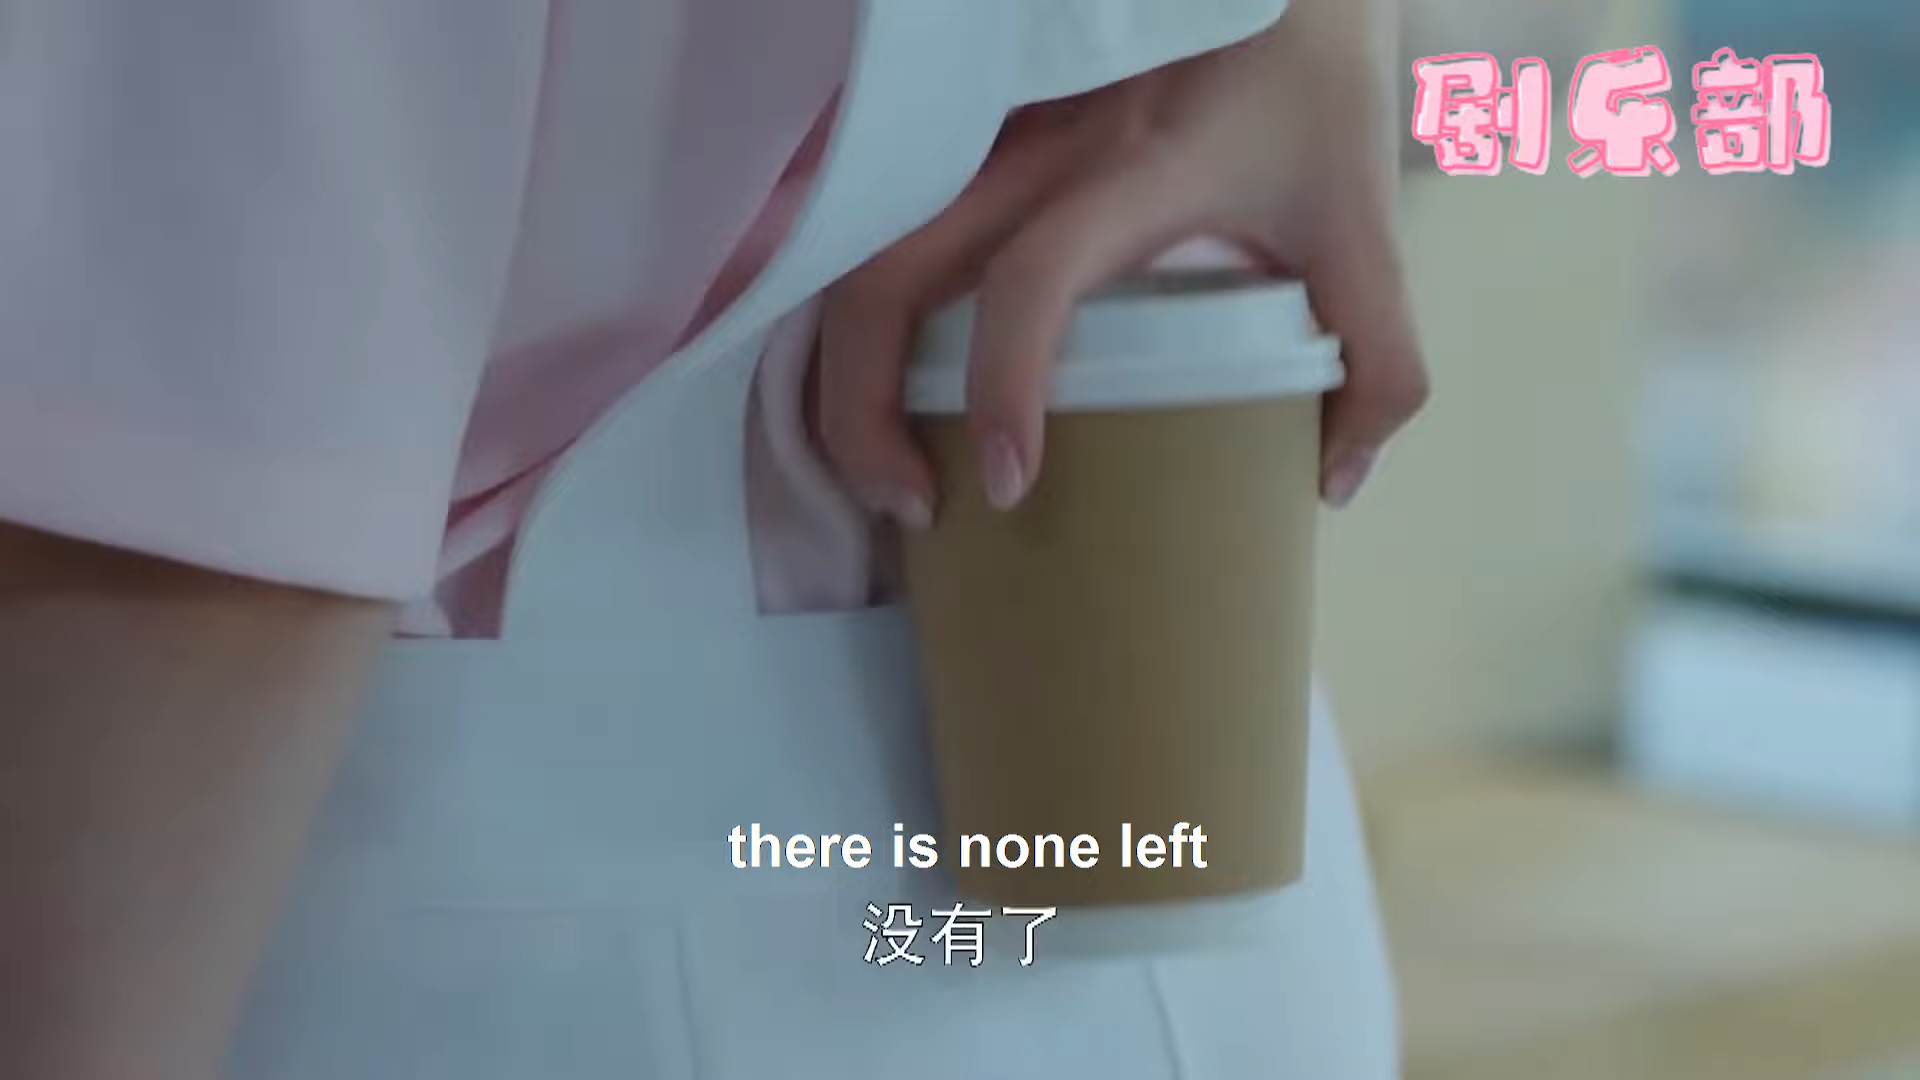 剧乐部
there is none left
没有了